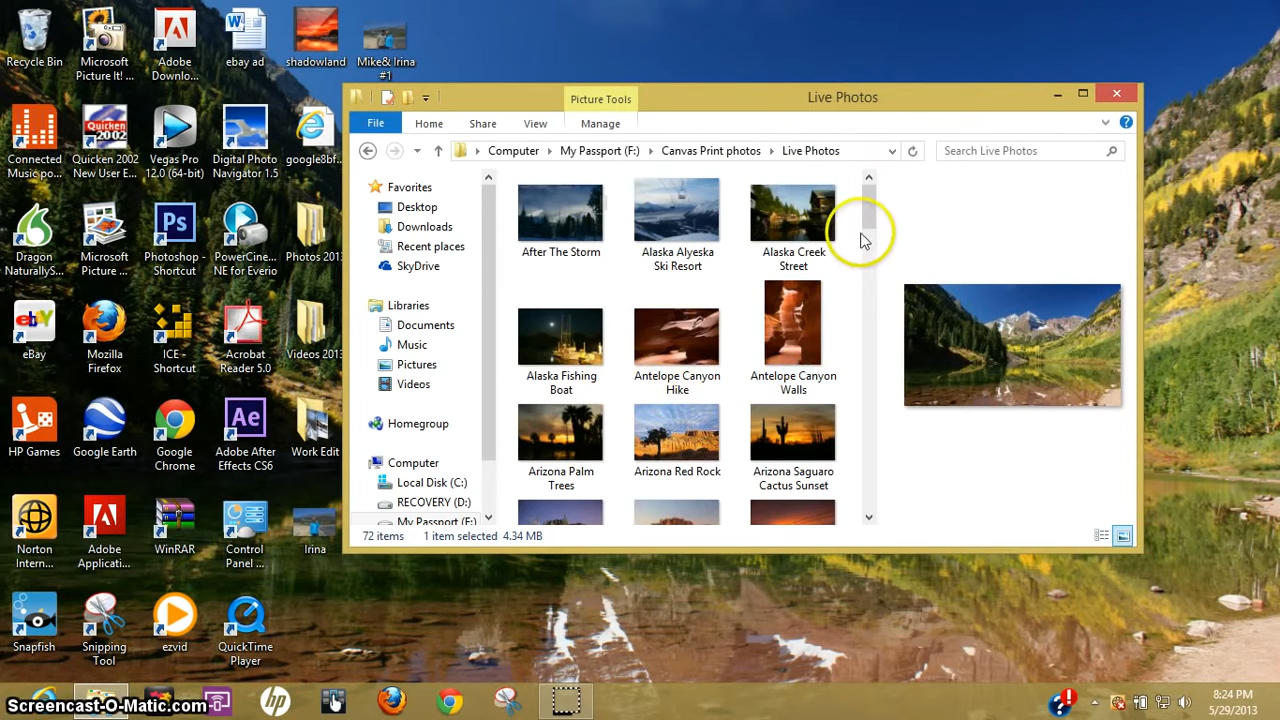 Recycle Bin
Microsoft
Picture It! ...
Adobe
Downlo...
ebay ad
shadowland
Mike& Irina
#1
Connected
Music po...
Quicken 2002
New User E...
Vegas Pro
12.0 (64-bit)
Digital Photo
Navigator 1.5
google8bf...
Dragon
NaturallyS...
Microsoft
Picture ...
Photoshop -
Shortcut
PowerCine...
NE for Everio
Photos 2013
eBay
Mozilla
Firefox
ICE -
Shortcut
Acrobat
Reader 5.0
Videos 2013
HP Games
Google Earth
Google
Chrome
Adobe After
Effects CS6
Work Edit
Norton
Intern...
Adobe
Applicati...
WinRAR
Control
Panel ...
Irina
Snapfish
Snipping
Tool
ezvid
QuickTime
Player
Picture Tools
Live Photos
File
Home
Share
View
Manage
Computer
My Passport (F:)
Canvas Print photos
Live Photos
Search Live Photos
Favorites
Desktop
Downloads
Recent places
SkyDrive
Libraries
Documents
Music
Pictures
Videos
Homegroup
Computer
Local Disk (C:)
RECOVERY (D:)
My Passport (F:)
After The Storm
Alaska Alyeska
Ski Resort
Alaska Creek
Street
Alaska Fishing
Boat
Antelope Canyon
Hike
Antelope Canyon
Walls
Arizona Palm
Trees
Arizona Red Rock
Arizona Saguaro
Cactus Sunset
72 items
1 item selected 4.34 MB
Screencast-O-Matic.com
8:24 PM
5/29/2013